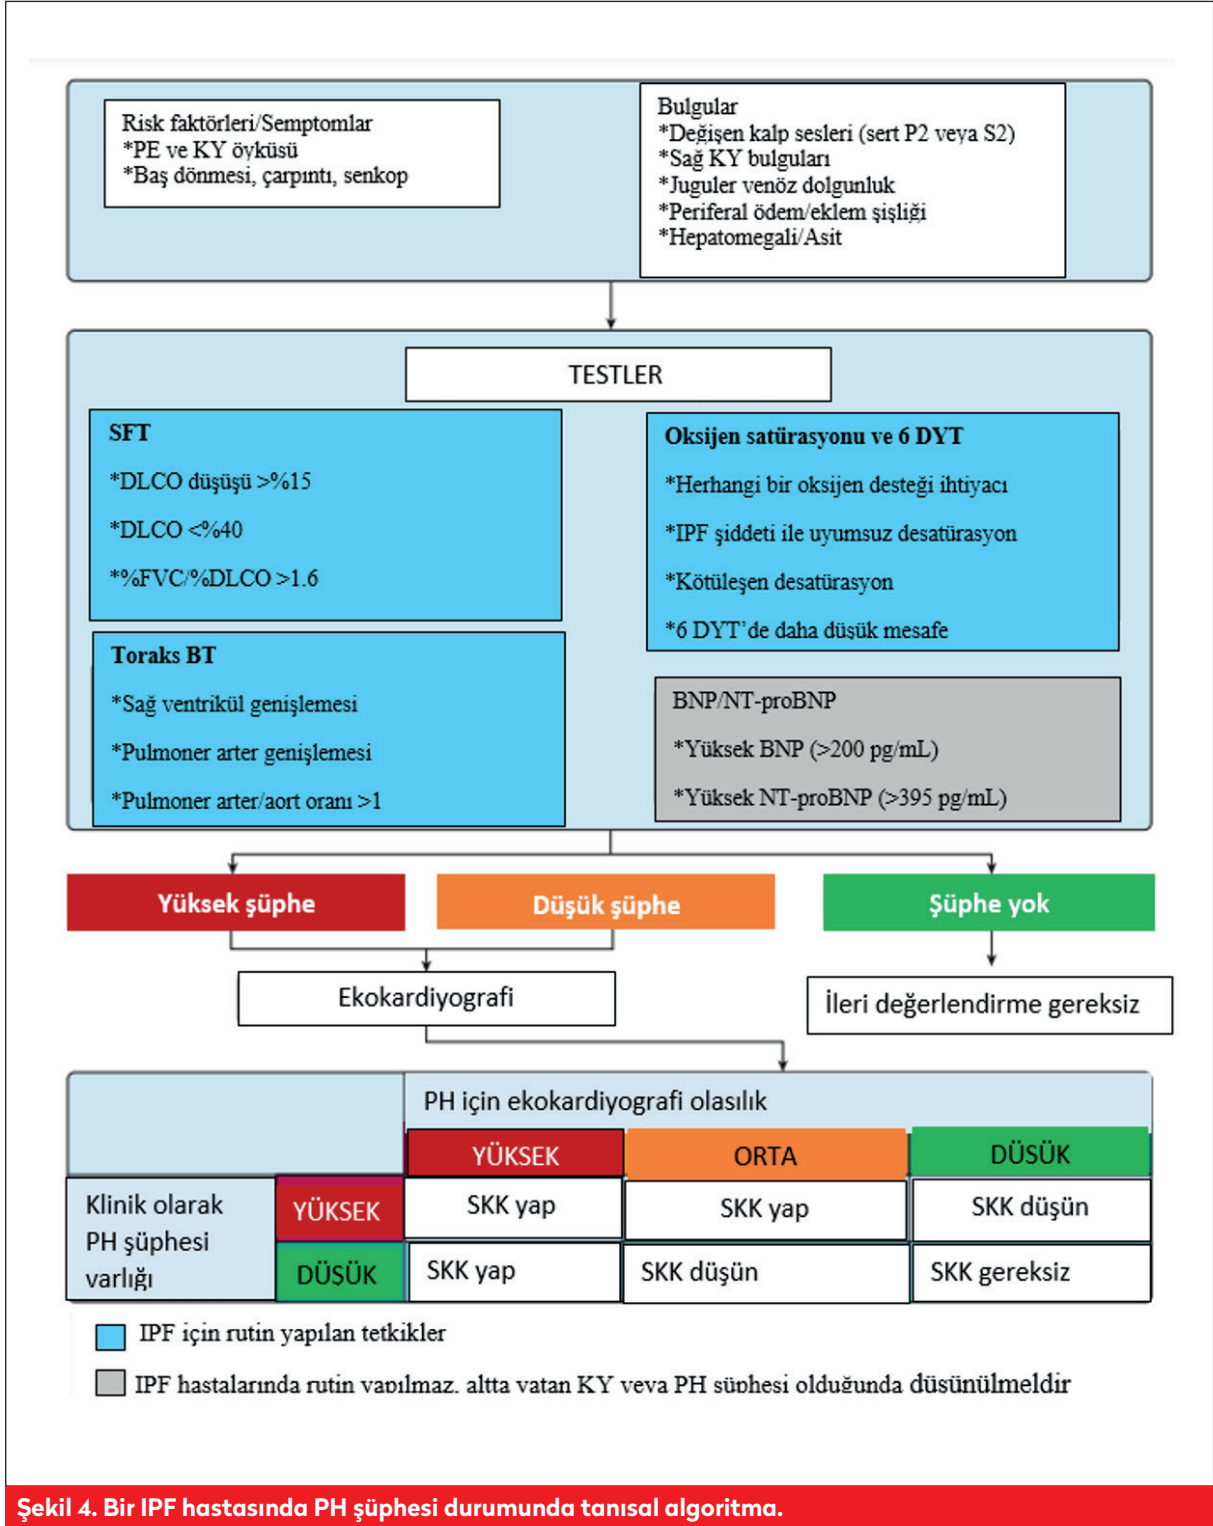 Risk faktörleri/Semptomlar
*PE ve KY öyküsü
*Baş dönmesi, çarpıntı, senkop
Bulgular
*Değişen kalp sesleri (sert P2 veya S2)
*Sağ KY bulguları
*Juguler venöz dolgunluk
*Periferal ödem/eklem şişliği
*Hepatomegali/Asit
TESTLER
SFT
*DLCO düşüşü >%15
*DLCO <%40
*%FVC/%DLCO >1.6
Oksijen satürasyonu ve 6 DYT
*Herhangi bir oksijen desteği ihtiyacı
*IPF şiddeti ile uyumsuz desatürasyon
*Kötüleşen desatürasyon
*6 DYT’de daha düşük mesafe
Toraks BT
*Sağ ventrikül genişlemesi
*Pulmoner arter genişlemesi
*Pulmoner arter/aort oranı >1
BNP/NT-proBNP
*Yüksek BNP (>200 pg/mL)
*Yüksek NT-proBNP (>395 pg/mL)
Yüksek şüphe
Düşük şüphe
Şüphe yok
Ekokardiyografi
İleri değerlendirme gereksiz
PH için ekokardiyografi olasılık
YÜKSEK
ORTA
DÜSÜK
Klinik olarak
PH şüphesi
varlığı
YÜKSEK
SKK yap
SKK yap
SKK düşün
DÜŞÜK
SKK yap
SKK düşün
SKK gereksiz
IPF için rutin yapılan tetkikler
IPF hastalarında rutin yapılmaz, altta yatan KY veya PH şüphesi olduğunda düsünülmeldir
Şekil 4. Bir IPF hastasında PH şüphesi durumunda tanısal algoritma.